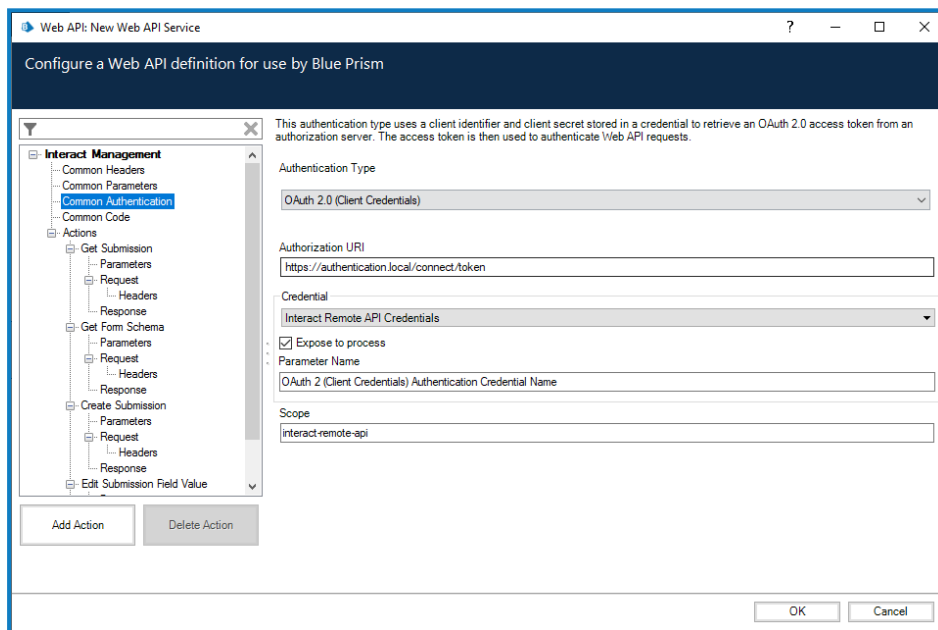 Web API: New Web API Service
?
Configure a Web API definition for use by Blue Prism
This authentication type uses a client identifier and client secret stored in a credential to retrieve an OAuth 2.0 access token from an
authorization server. The access token is then used to authenticate Web API requests.
Interact Management
Common Headers
Common Parameters
Common Authentication
Common Code
Actions
Get Submission
Parameters
Request
Headers
Response
Get Form Schema
Parameters
Request
Headers
Response
Create Submission
Parameters
Request
Headers
Response
Edit Submission Field Value
Add Action
Delete Action
Authentication Type
OAuth 2.0 (Client Credentials)
Authorization URI
https://authentication.local/connect/token
Credential
Interact Remote API Credentials
Expose to process
Parameter Name
OAuth 2 (Client Credentials) Authentication Credential Name
Scope
interact-remote-api
OK
Cancel